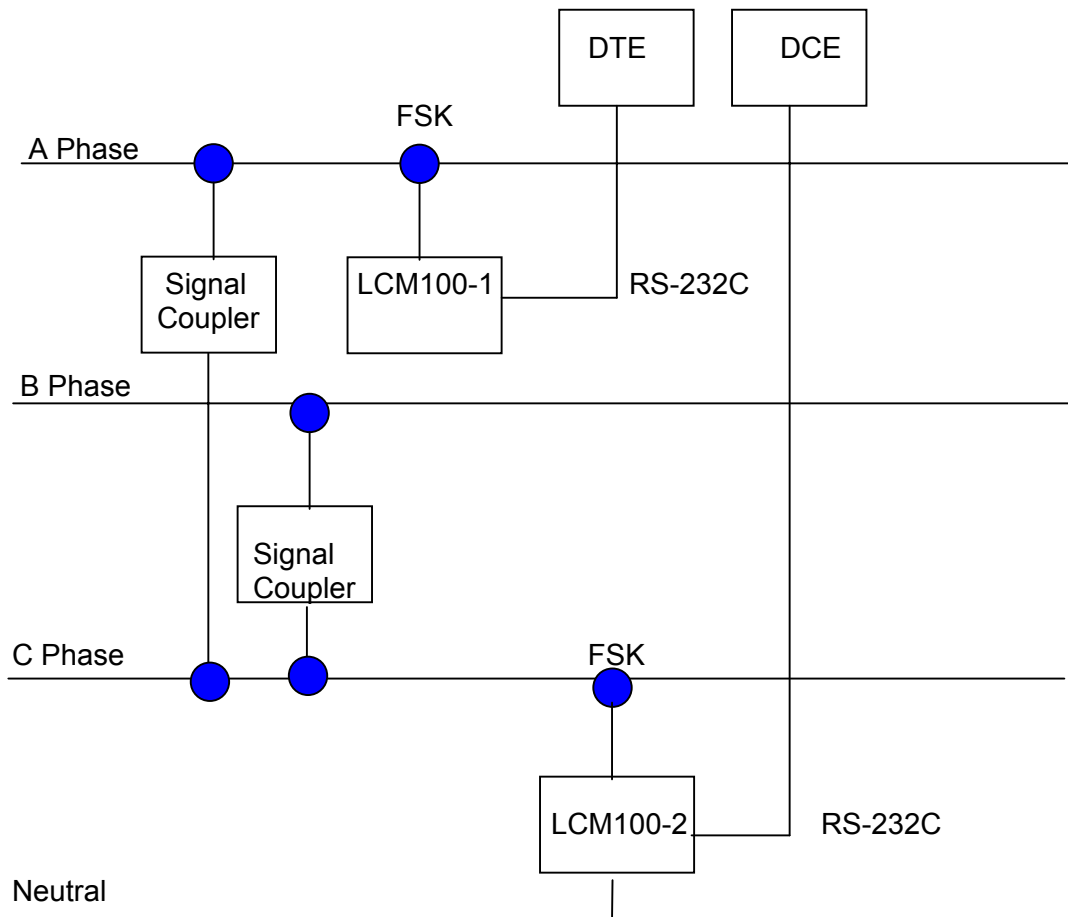 DTE
DCE
FSK
A Phase
Signal
Coupler
LCM100-1
RS-232C
B Phase
Signal
Coupler
C Phase
FSK
LCM100-2
RS-232C
Neutral